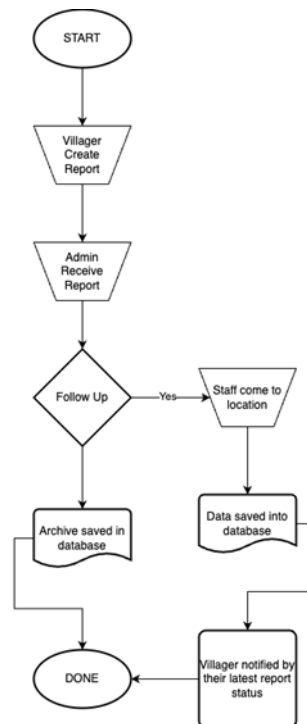 START
Villager
Create
Report
Admin
Receive
Report
Follow Up
Yes
Staff come to
location
Archive saved in
database
Data saved into
database
Villager notified by
their latest report
status
DONE